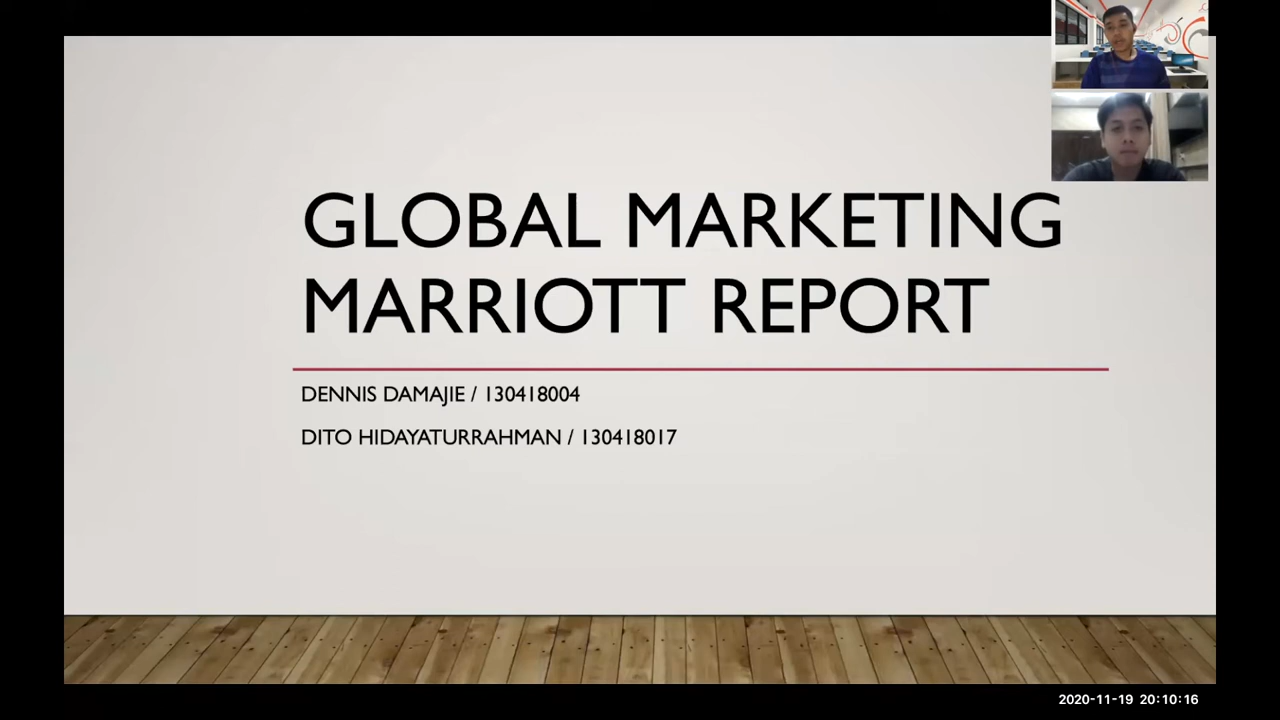 GLOBAL MARKETING
MARRIOTT REPORT
DENNIS DAMAJIE / 130418004
DITO HIDAYATURRAHMAN / 130418017
2020-11-19 20:10:16